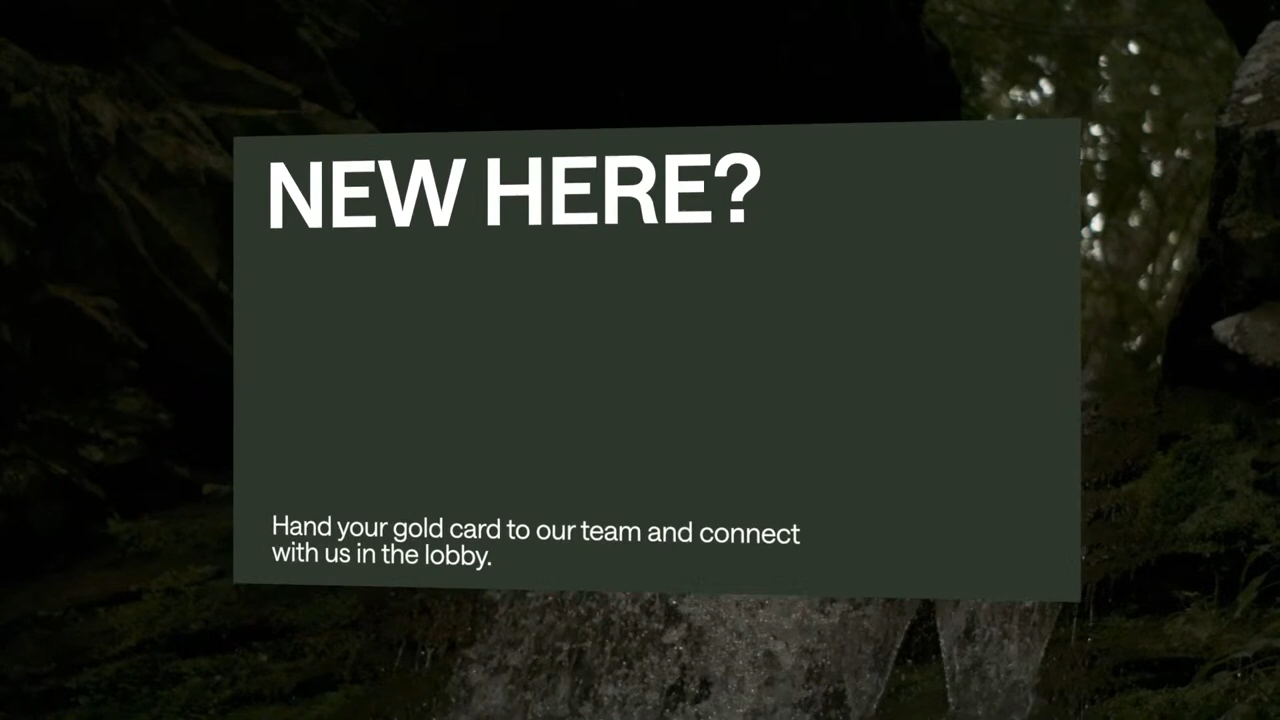 NEW HERE?
Hand your gold card to our team and connect
with us in the lobby.